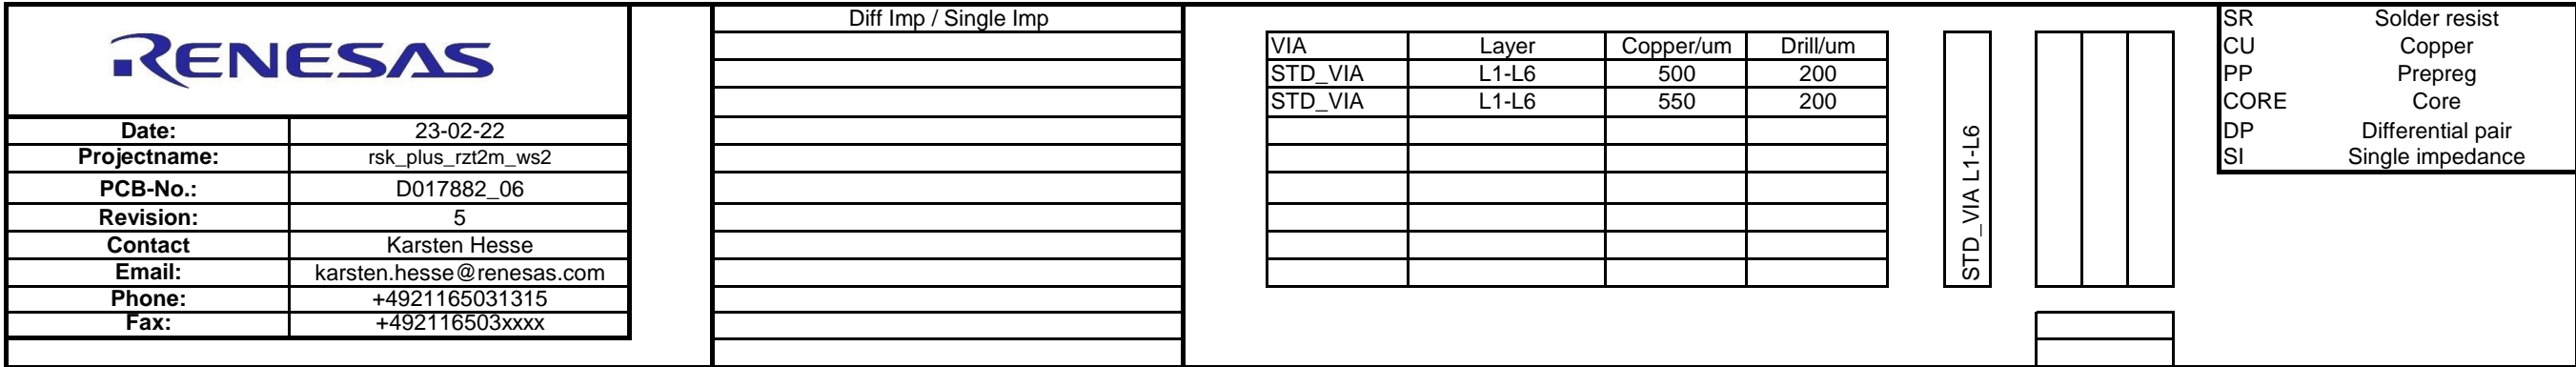 RENESAS
Date: 23-02-22
Projectname: rsk_plus_rzt2m_ws2
PCB-No.: D017882_06
Revision: 5
Contact Karsten Hesse
Email: karsten.hesse@renesas.com
Phone: +4921165031315
Fax: +492116503xxxx
Diff Imp / Single Imp
VIA Layer Copper/um Drill/um
STD_VIA L1-L6 500 200
STD_VIA L1-L6 550 200
STD_VIA L1-L6
SR Solder resist
CU Copper
PP Prepreg
CORE Core
DP Differential pair
SI Single impedance